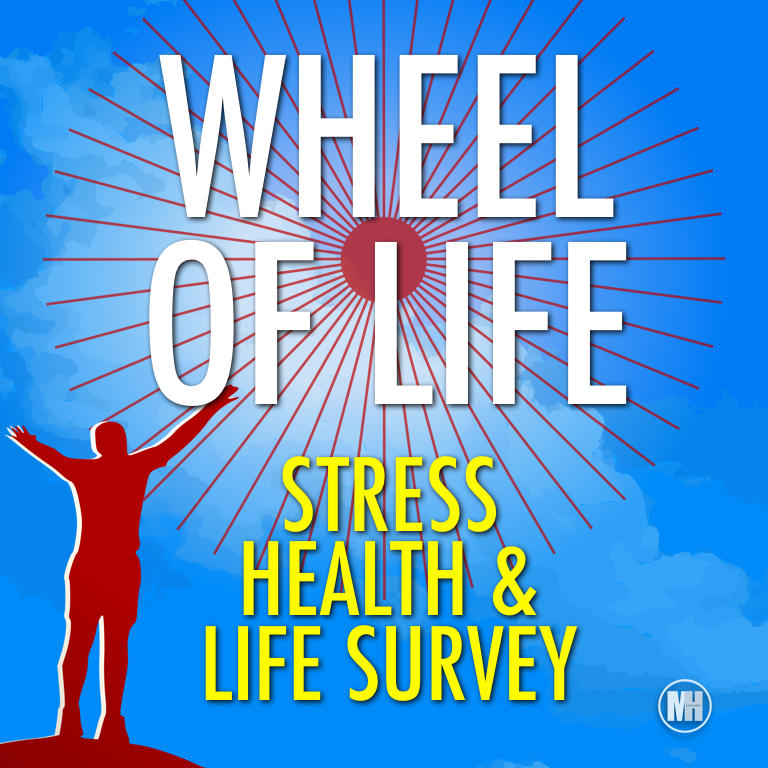 WHEEL
OF LIFE
STRESS
HEALTH &
LIFE SURVEY
MH